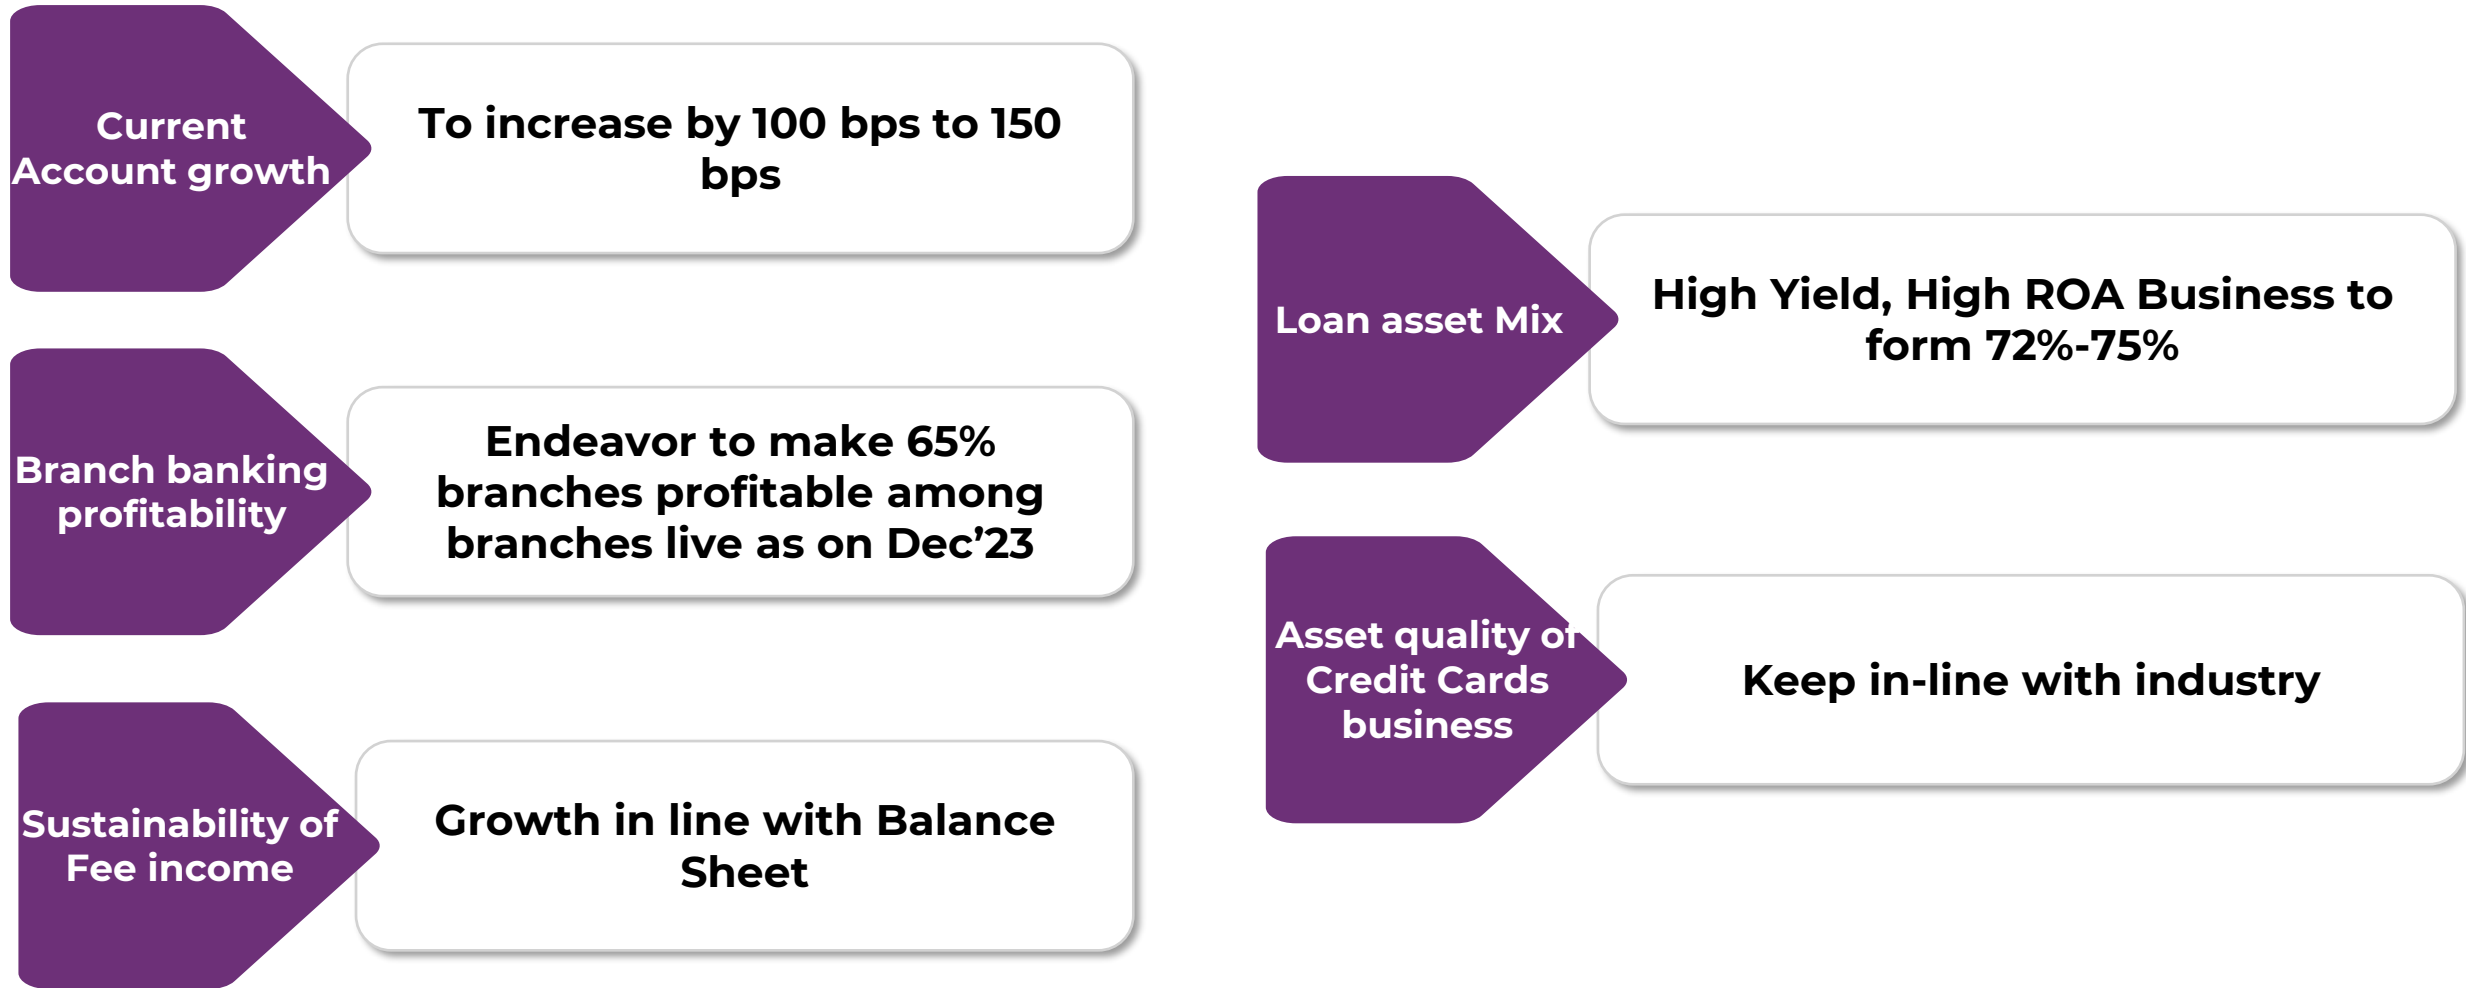 Current
Account growth
To increase by 100 bps to 150
bps
Branch banking
profitability
Endeavor to make 65%
branches profitable among
branches live as on Dec’23
Sustainability of
Fee income
Growth in line with Balance
Sheet
Loan asset Mix
High Yield, High ROA Business to
form 72%-75%
Asset quality of
Credit Cards
business
Keep in-line with industry